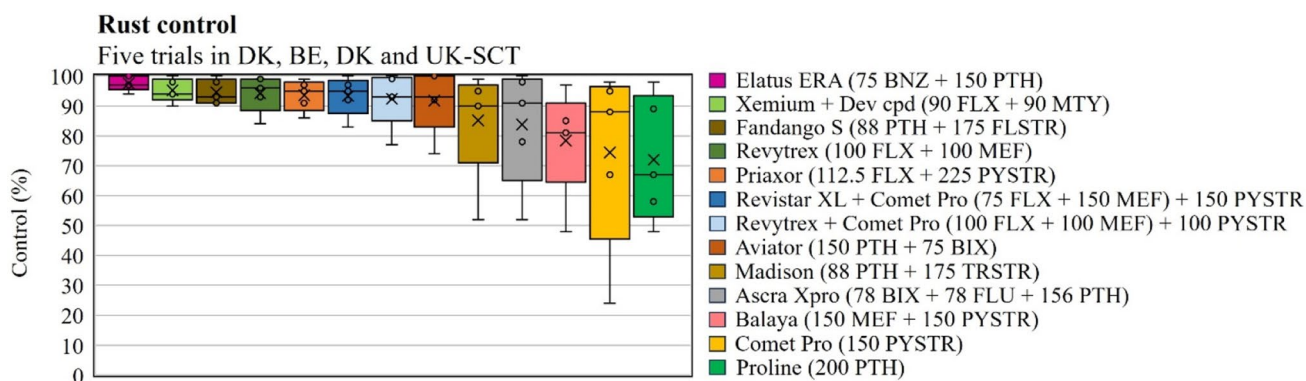 Rust control
Five trials in DK, BE, DK and UK-SCT
Control (%)
100
90
80
70
60
50
40
30
20
10
0
Elatus ERA (75 BNZ + 150 PTH)
Xemium + Dev cpd (90 FLX + 90 MTY)
Fandango S (88 PTH + 175 FLSTR)
Revytrex (100 FLX + 100 MEF)
Priaxor (112.5 FLX + 225 PYSTR)
Revistar XL + Comet Pro (75 FLX + 150 MEF) + 150 PYSTR
Revytrex + Comet Pro (100 FLX + 100 MEF) + 100 PYSTR
Aviator (150 PTH + 75 BIX)
Madison (88 PTH + 175 TRSTR)
Ascra Xpro (78 BIX + 78 FLU + 156 PTH)
Balaya (150 MEF + 150 PYSTR)
Comet Pro (150 PYSTR)
Proline (200 PTH)